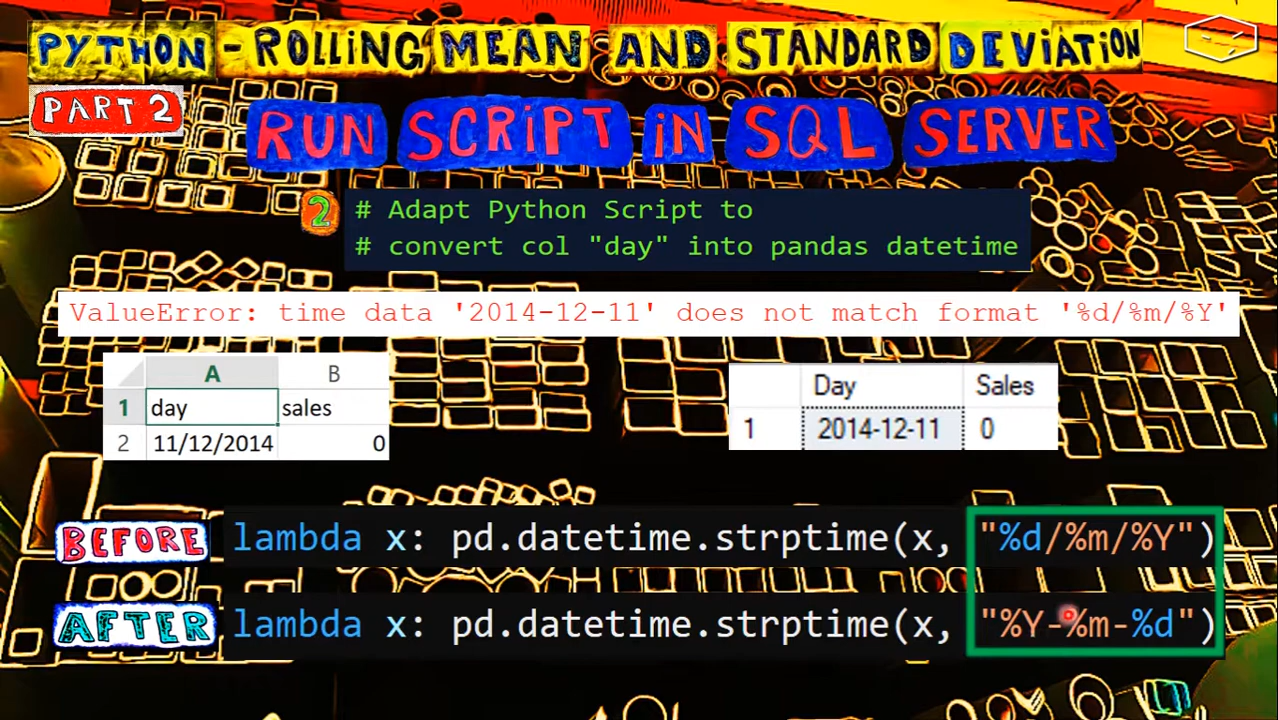 PYTHON - ROLLING MEAN AND STANDARD DEVIATION
PART 2
RUN SCRIPT IN SQL SERVER
2
# Adapt Python Script to
# convert col "day" into pandas datetime
ValueError: time data '2014-12-11' does not match format '%d/%m/%Y'
A B
1 day sales
2 11/12/2014 0
Day Sales
1 2014-12-11 0
BEFORE lambda x: pd.datetime.strptime(x, "%d/%m/%Y")
AFTER lambda x: pd.datetime.strptime(x, "%Y-%m-%d")